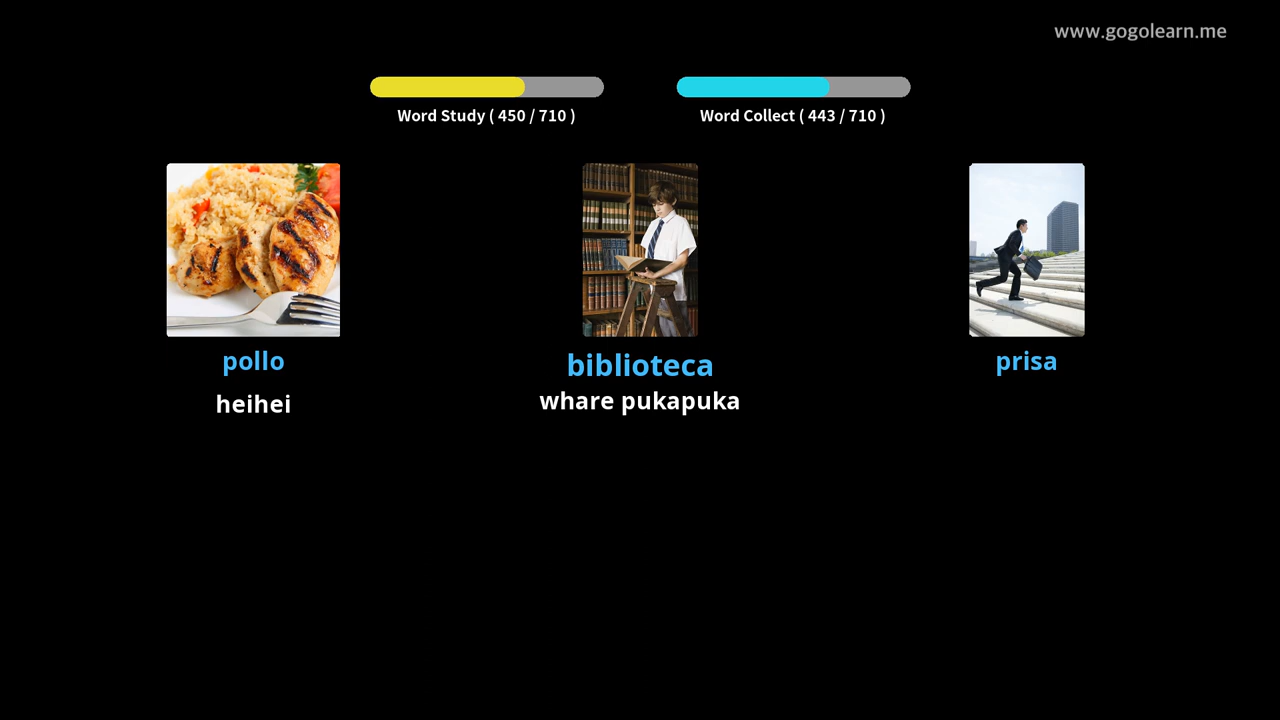 www.gogolearn.me
Word Study ( 450 / 710 )
Word Collect ( 443 / 710 )
pollo
heihei
biblioteca
whare pukapuka
prisa